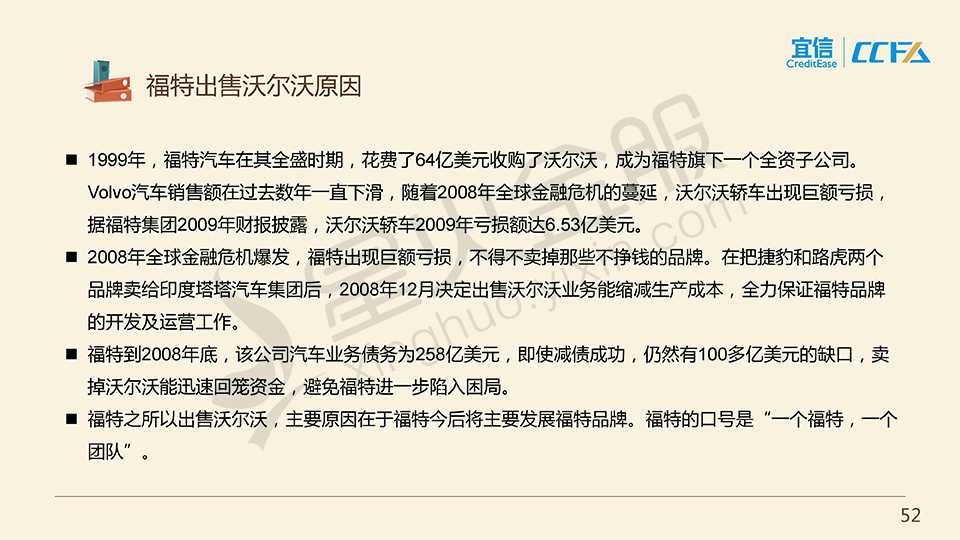 宜信
CreditEase
CCFA
福特出售沃尔沃原因
■ 1999年，福特汽车在其全盛时期，花费了64亿美元收购了沃尔沃，成为福特旗下一个全资子公司。
Volvo汽车销售额在过去数年一直下滑，随着2008年全球金融危机的蔓延，沃尔沃轿车出现巨额亏损，
据福特集团2009年财报披露，沃尔沃轿车2009年亏损额达6.53亿美元。
■ 2008年全球金融危机爆发，福特出现巨额亏损，不得不卖掉那些不挣钱的品牌。在把捷豹和路虎两个
品牌卖给印度塔塔汽车集团后，2008年12月决定出售沃尔沃业务能缩减生产成本，全力保证福特品牌
的开发及运营工作。
■ 福特到2008年底，该公司汽车业务债务为258亿美元，即使减债成功，仍然有100多亿美元的缺口，卖
掉沃尔沃能迅速回笼资金，避免福特进一步陷入困局。
■ 福特之所以出售沃尔沃，主要原因在于福特今后将主要发展福特品牌。福特的口号是“一个福特，一个
团队”。
星火金服
xinghuo.yixin.com
52